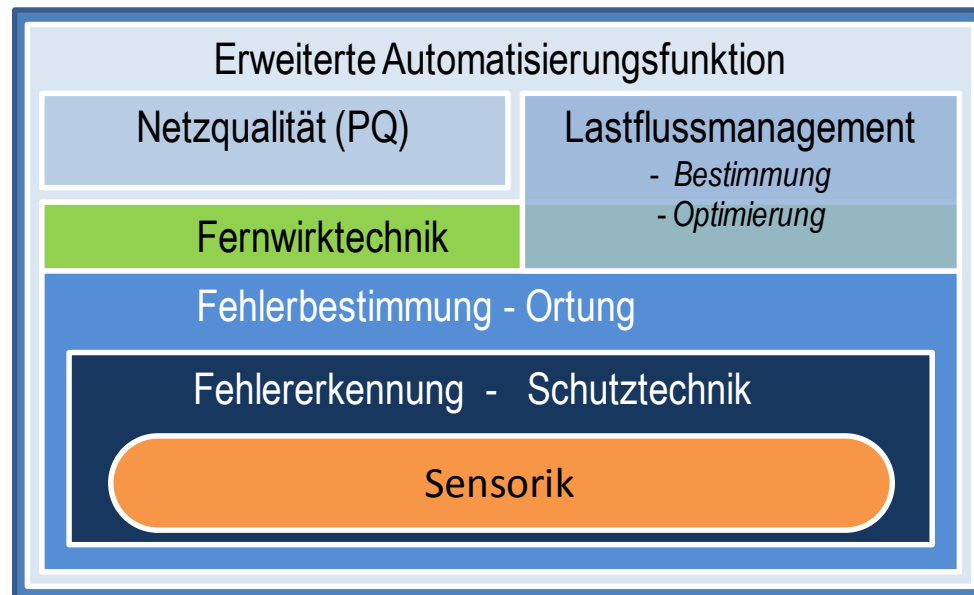 Erweiterte Automatisierungsfunktion
Netzqualität (PQ)
Lastflussmanagement
- Bestimmung
- Optimierung
Fernwirktechnik
Fehlerbestimmung - Ortung
Fehlererkennung - Schutztechnik
Sensorik